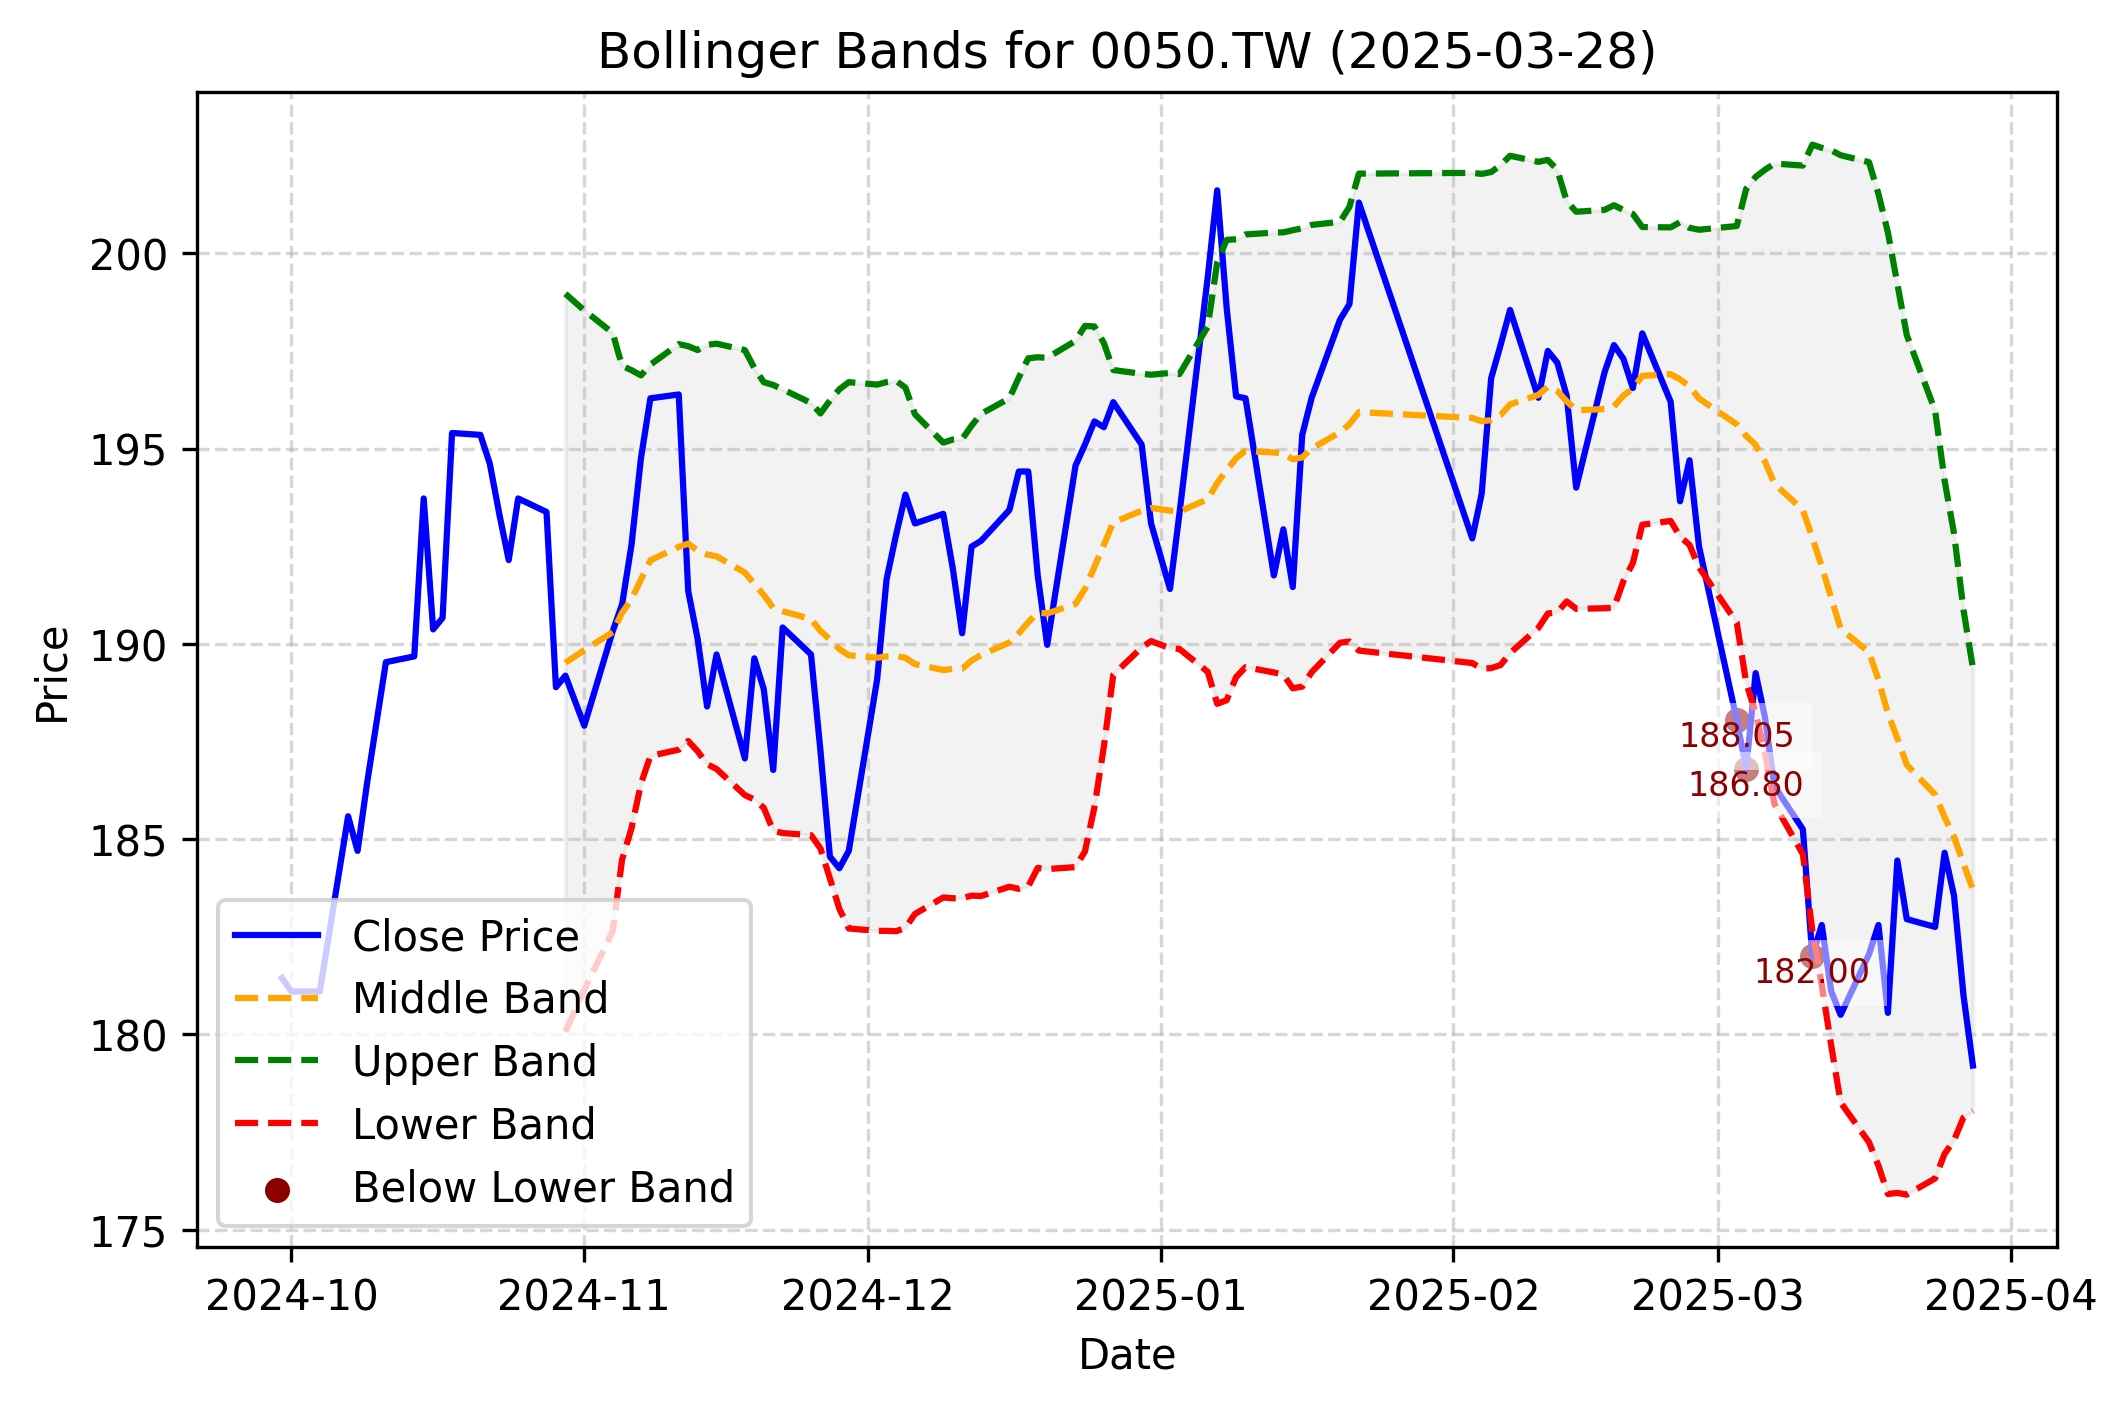 Bollinger Bands for 0050.TW (2025-03-28)
Price
200
195
190
185
180
175
188.05
186.80
182.00
Close Price
Middle Band
Upper Band
Lower Band
Below Lower Band
2024-10 2024-11 2024-12 2025-01 2025-02 2025-03 2025-04
Date